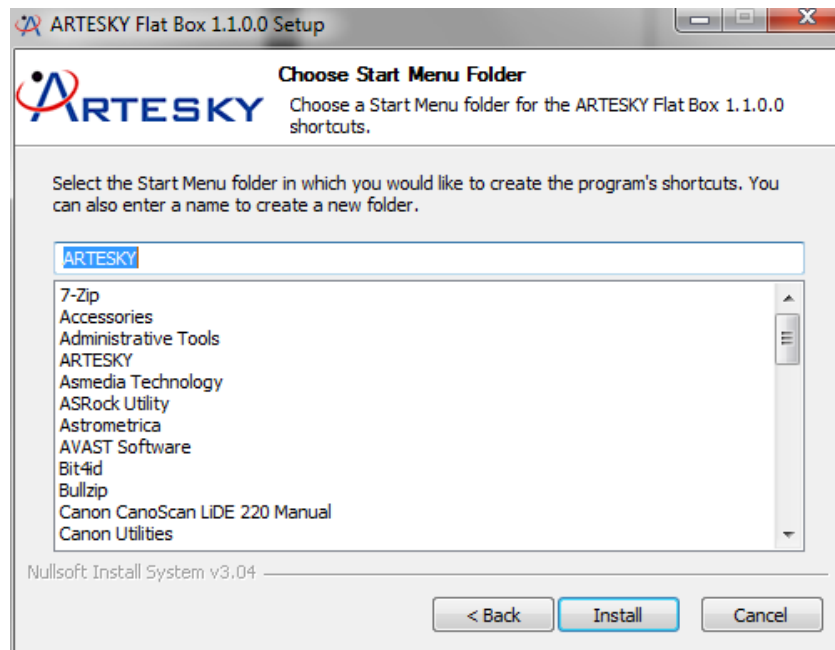 ARTESKY Flat Box 1.1.0.0 Setup
ARTESKY
Choose Start Menu Folder
Choose a Start Menu folder for the ARTESKY Flat Box 1.1.0.0
shortcuts.
Select the Start Menu folder in which you would like to create the program's shortcuts. You
can also enter a name to create a new folder.
ARTESKY
7-Zip
Accessories
Administrative Tools
ARTESKY
Asmedia Technology
ASRock Utility
Astrometrica
AVAST Software
Bit4id
Bullzip
Canon CanoScan LiDE 220 Manual
Canon Utilities
Nullsoft Install System v3.04
< Back
Install
Cancel